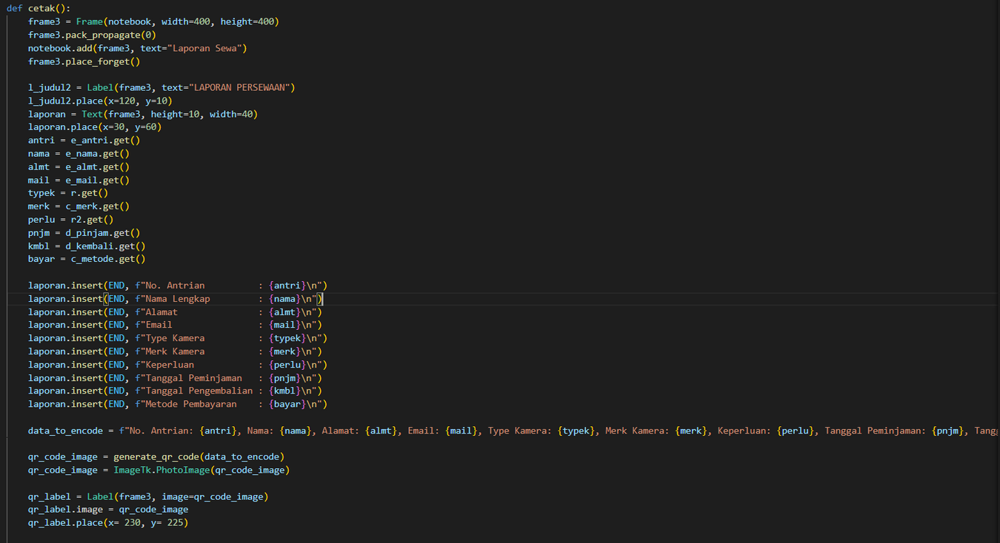 def cetak():
    frame3 = Frame(notebook, width=400, height=400)
    frame3.pack_propagate(0)
    notebook.add(frame3, text="Laporan Sewa")
    frame3.place_forget()

    l_judul2 = Label(frame3, text="LAPORAN PERSEWAAN")
    l_judul2.place(x=120, y=10)
    laporan = Text(frame3, height=10, width=40)
    laporan.place(x=30, y=60)
    antri = e_antri.get()
    nama = e_nama.get()
    almt = e_almt.get()
    mail = e_mail.get()
    typek = r.get()
    merk = c_merk.get()
    perlu = r2.get()
    pnjm = d_pinjam.get()
    kmbl = d_kembali.get()
    bayar = c_metode.get()

    laporan.insert(END, f"No. Antrian          : {antri}\n")
    laporan.insert(END, f"Nama Lengkap         : {nama}\n")
    laporan.insert(END, f"Alamat               : {almt}\n")
    laporan.insert(END, f"Email                : {mail}\n")
    laporan.insert(END, f"Type Kamera          : {typek}\n")
    laporan.insert(END, f"Merk Kamera          : {merk}\n")
    laporan.insert(END, f"Keperluan            : {perlu}\n")
    laporan.insert(END, f"Tanggal Peminjaman   : {pnjm}\n")
    laporan.insert(END, f"Tanggal Pengembalian : {kmbl}\n")
    laporan.insert(END, f"Metode Pembayaran    : {bayar}\n")

    data_to_encode = f"No. Antrian: {antri}, Nama: {nama}, Alamat: {almt}, Email: {mail}, Type Kamera: {typek}, Merk Kamera: {merk}, Keperluan: {perlu}, Tanggal Peminjaman: {pnjm}, Tang

    qr_code_image = generate_qr_code(data_to_encode)
    qr_code_image = ImageTk.PhotoImage(qr_code_image)

    qr_label = Label(frame3, image=qr_code_image)
    qr_label.image = qr_code_image
    qr_label.place(x= 230, y= 225)